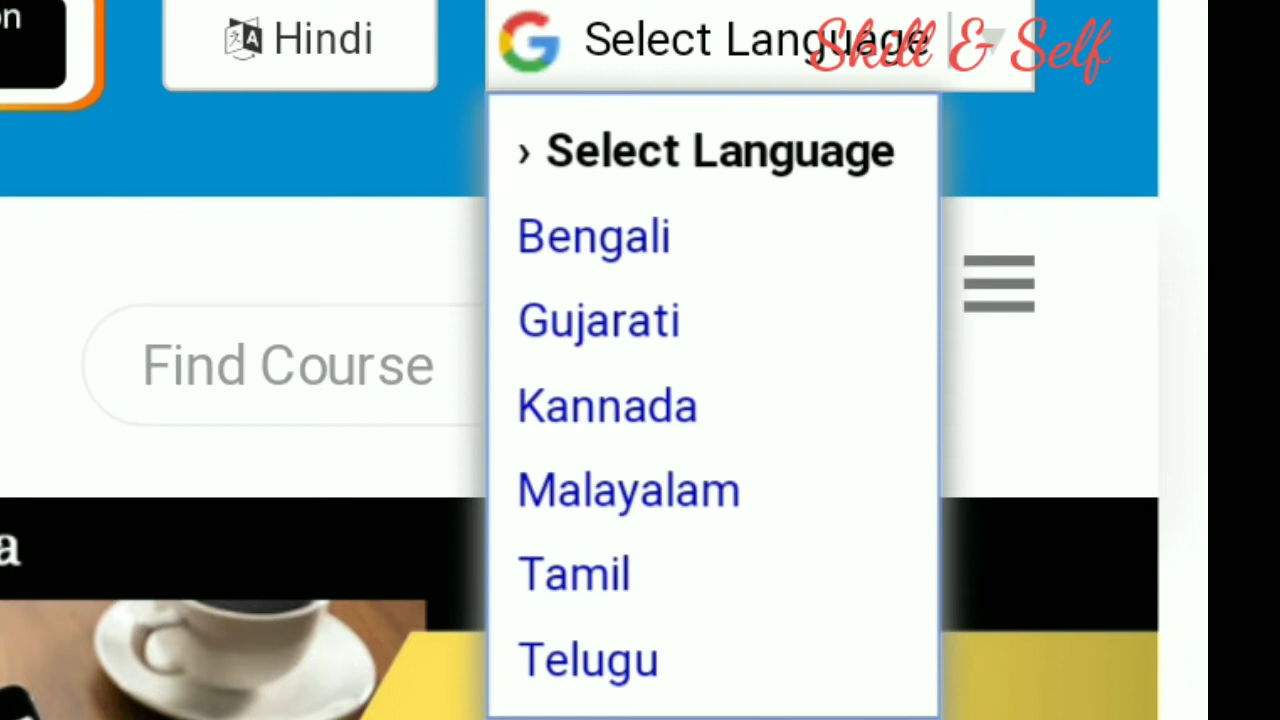 on
Hindi
Select Language
Skill & Self
› Select Language
Bengali
Gujarati
Find Course
Kannada
Malayalam
a
Tamil
Telugu